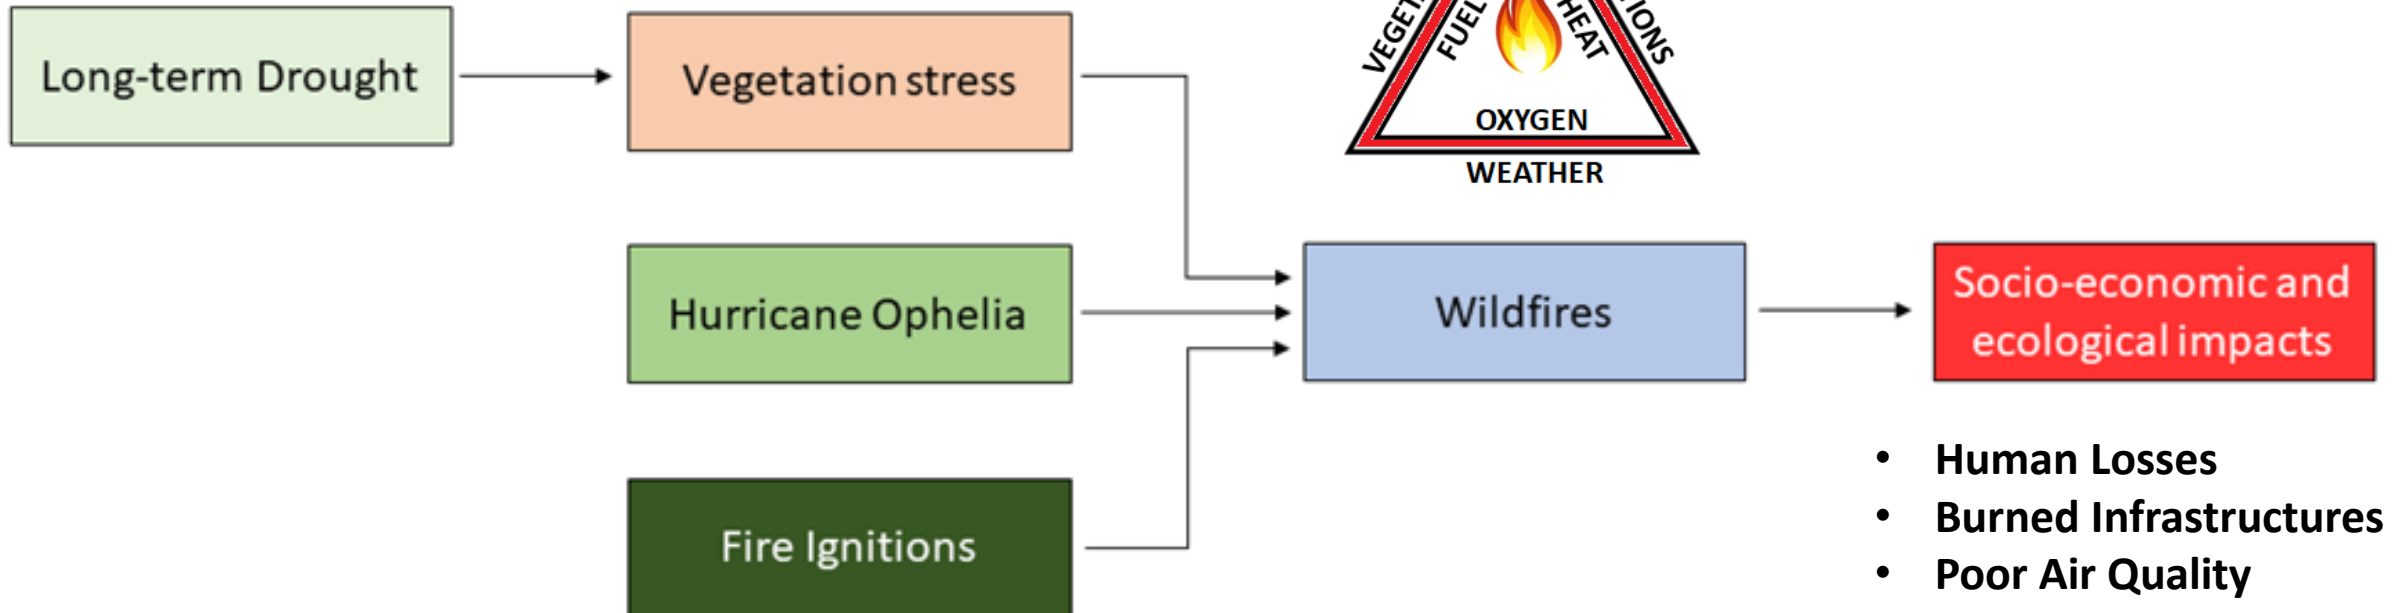 Long-term Drought
Vegetation stress
FUEL
HEAT
OXYGEN
WEATHER
Hurricane Ophelia
Wildfires
Socio-economic and
ecological impacts
Fire Ignitions
• Human Losses
• Burned Infrastructures
• Poor Air Quality